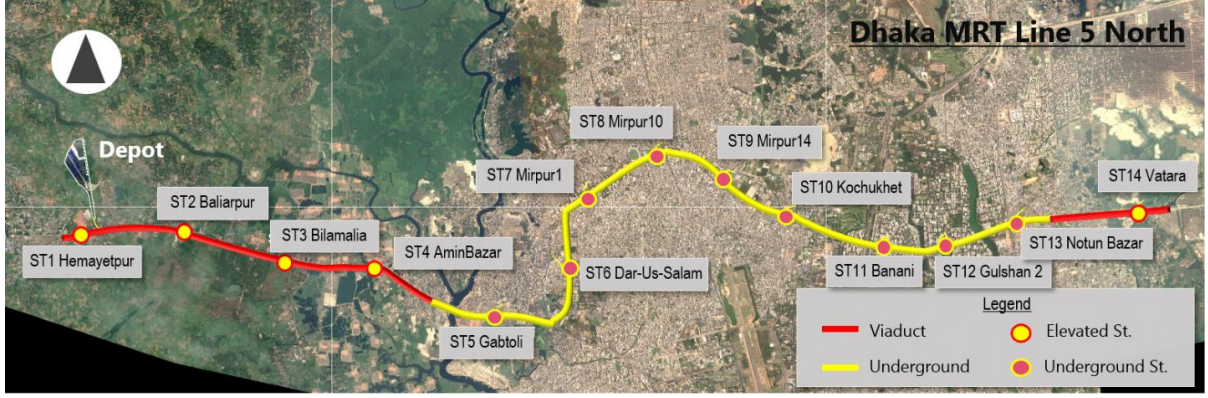 Dhaka MRT Line 5 North
Depot
ST1 Hemayetpur
ST2 Baliarpur
ST3 Bilamalia
ST4 AminBazar
ST5 Gabtoli
ST6 Dar-Us-Salam
ST7 Mirpur1
ST8 Mirpur10
ST9 Mirpur14
ST10 Kochukhet
ST11 Banani
ST12 Gulshan 2
ST13 Notun Bazar
ST14 Vatara
Legend
Viaduct
Elevated St.
Underground
Underground St.